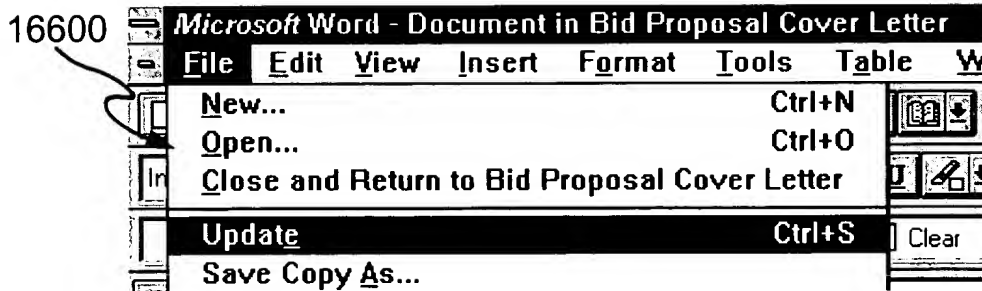 16600
Microsoft Word - Document in Bid Proposal Cover Letter
File Edit View Insert Format Tools Table W
New... Ctrl+N
Open... Ctrl+O
In
Close and Return to Bid Proposal Cover Letter U
Update Ctrl+S Clear
Save Copy As...